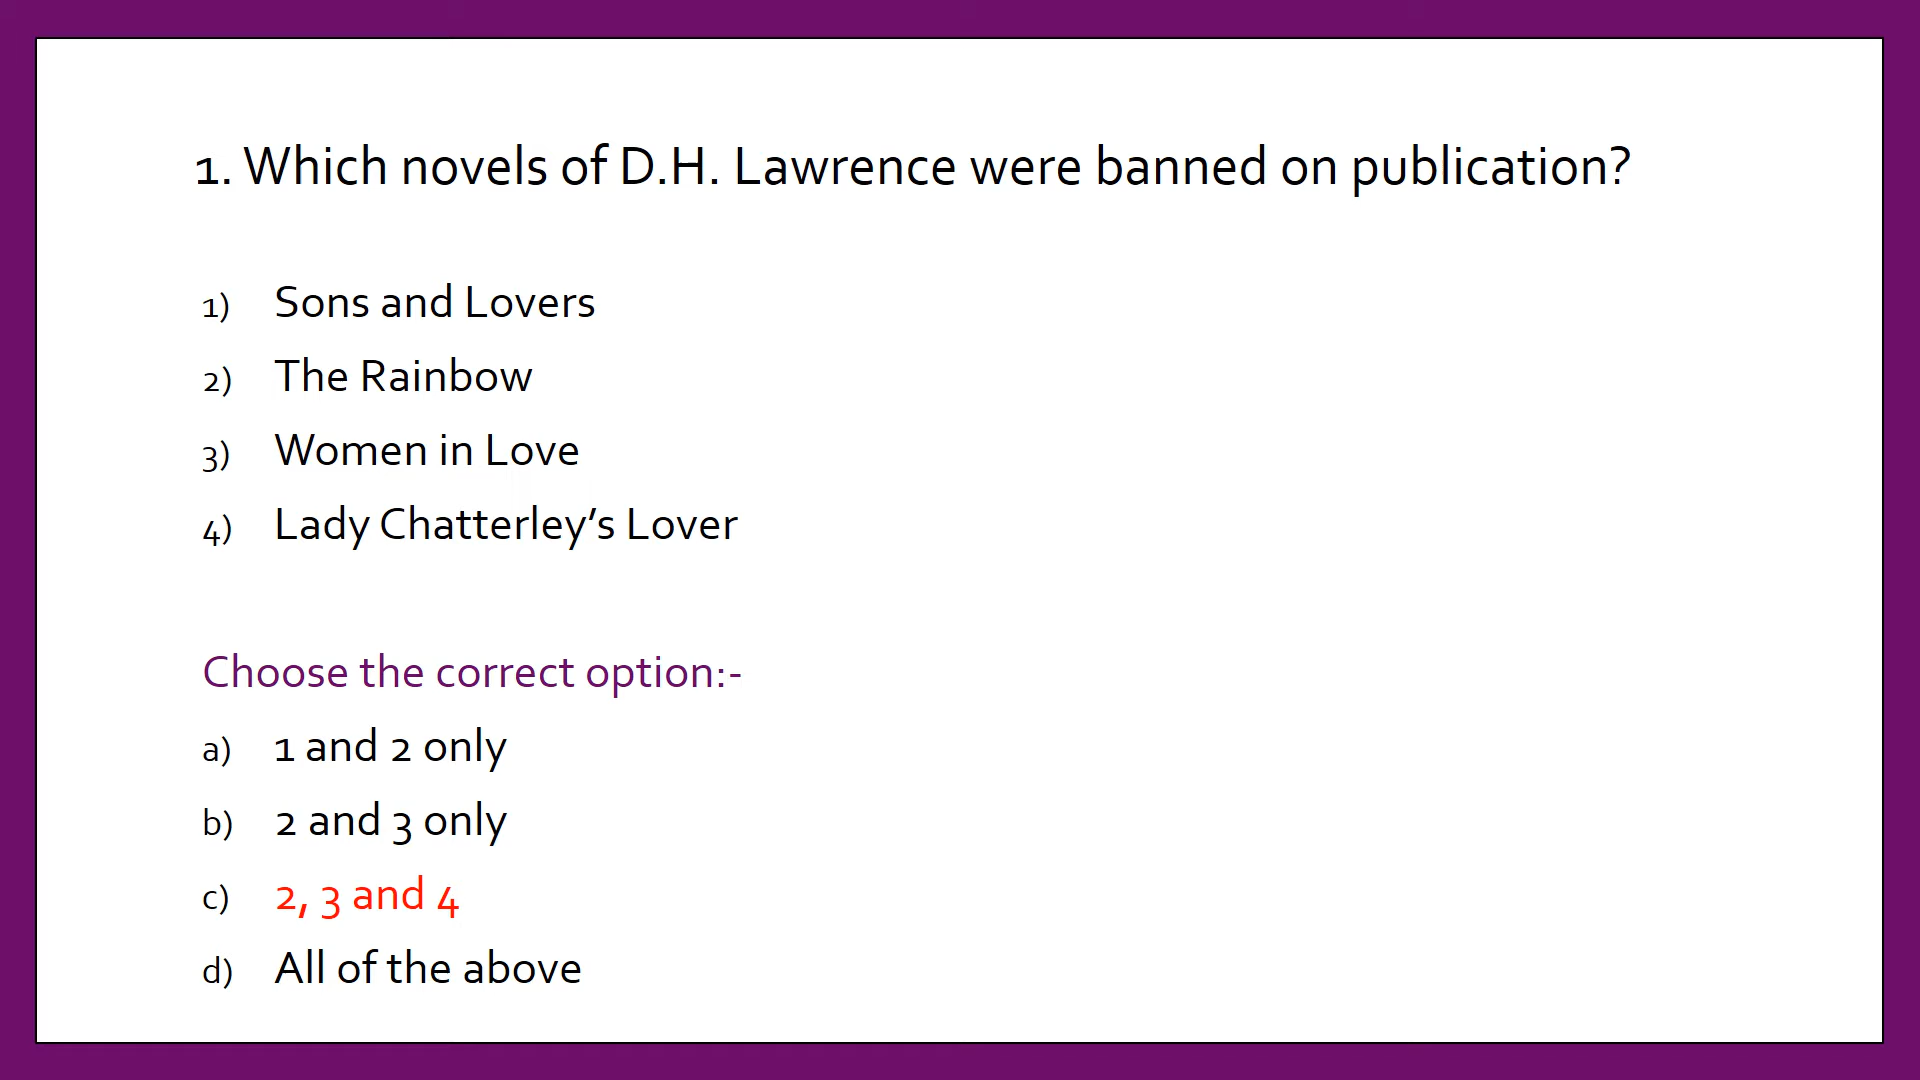 1. Which novels of D.H. Lawrence were banned on publication?
1) Sons and Lovers
2) The Rainbow
3) Women in Love
4) Lady Chatterley’s Lover
Choose the correct option:-
a) 1 and 2 only
b) 2 and 3 only
c) 2, 3 and 4
d) All of the above